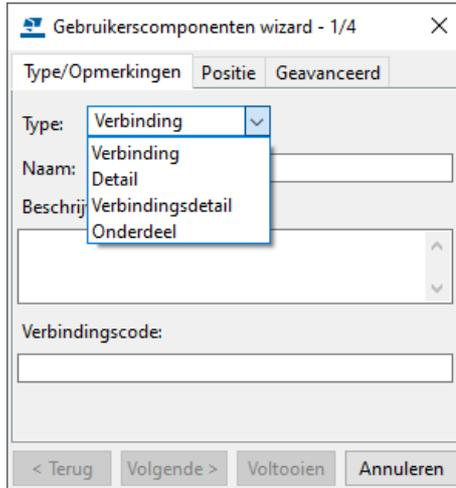 Gebruikerscomponenten wizard - 1/4
Type/Opmerkingen Positie Geavanceerd
Type: Verbinding
Verbinding
Naam:
Detail
Beschrij Verbindingsdetail
Onderdeel
Verbindingscode:
< Terug Volgende > Voltooien Annuleren